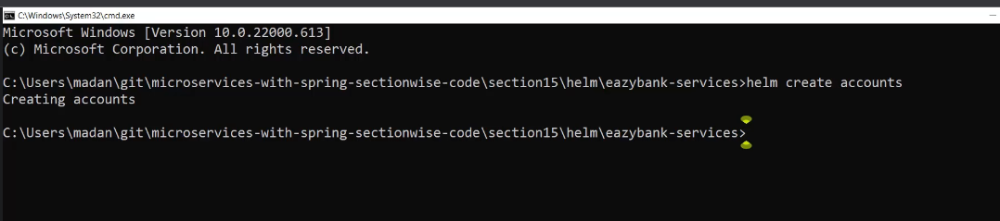 C:\Windows\System32\cmd.exe
Microsoft Windows [Version 10.0.22000.613]
(c) Microsoft Corporation. All rights reserved.
C:\Users\madan\git\microservices-with-spring-sectionwise-code\section15\helm\eazybank-services>helm create accounts
Creating accounts
C:\Users\madan\git\microservices-with-spring-sectionwise-code\section15\helm\eazybank-services>